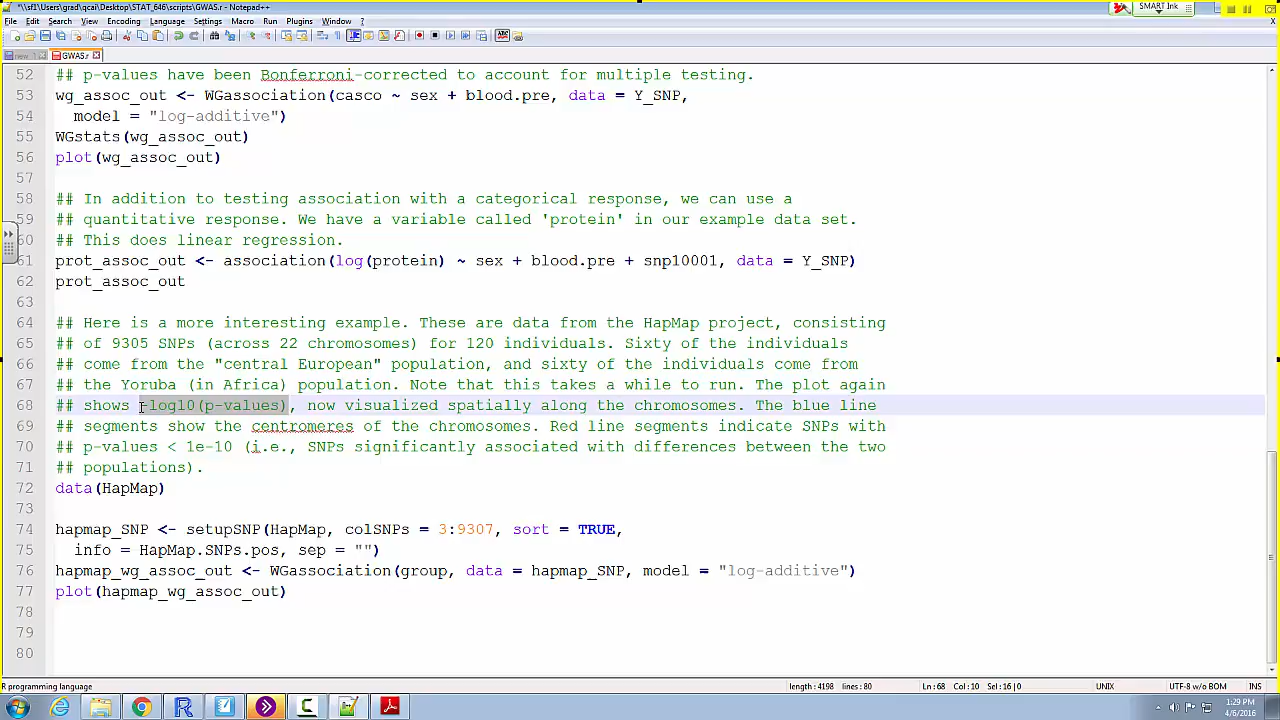 *\\sf1\Users\grad\qcai\Desktop\STAT_646\scripts\GWAS.r - Notepad++
SMART Ink
File Edit Search View Encoding Language Settings Macro Run Plugins Window ?
X
new 1 GWAS.r
52 ## p-values have been Bonferroni-corrected to account for multiple testing.
53 wg_assoc_out <- WGassociation(casco ~ sex + blood.pre, data = Y_SNP,
54 model = "log-additive")
55 WGstats(wg_assoc_out)
56 plot(wg_assoc_out)
57
58 ## In addition to testing association with a categorical response, we can use a
59 ## quantitative response. We have a variable called 'protein' in our example data set.
60 ## This does linear regression.
61 prot_assoc_out <- association(log(protein) ~ sex + blood.pre + snp10001, data = Y_SNP)
62 prot_assoc_out
63
64 ## Here is a more interesting example. These are data from the HapMap project, consisting
65 ## of 9305 SNPs (across 22 chromosomes) for 120 individuals. Sixty of the individuals
66 ## come from the "central European" population, and sixty of the individuals come from
67 ## the Yoruba (in Africa) population. Note that this takes a while to run. The plot again
68 ## shows -log10(p-values), now visualized spatially along the chromosomes. The blue line
69 ## segments show the centromeres of the chromosomes. Red line segments indicate SNPs with
70 ## p-values < 1e-10 (i.e., SNPs significantly associated with differences between the two
71 ## populations).
72 data(HapMap)
73
74 hapmap_SNP <- setupSNP(HapMap, colSNPs = 3:9307, sort = TRUE,
75 info = HapMap.SNPs.pos, sep = "")
76 hapmap_wg_assoc_out <- WGassociation(group, data = hapmap_SNP, model = "log-additive")
77 plot(hapmap_wg_assoc_out)
78
79
80
R programming language length : 4198 lines : 80 Ln : 68 Col : 10 Sel : 16 | 0 UNIX UTF-8 w/o BOM INS
1:29 PM
4/6/2016